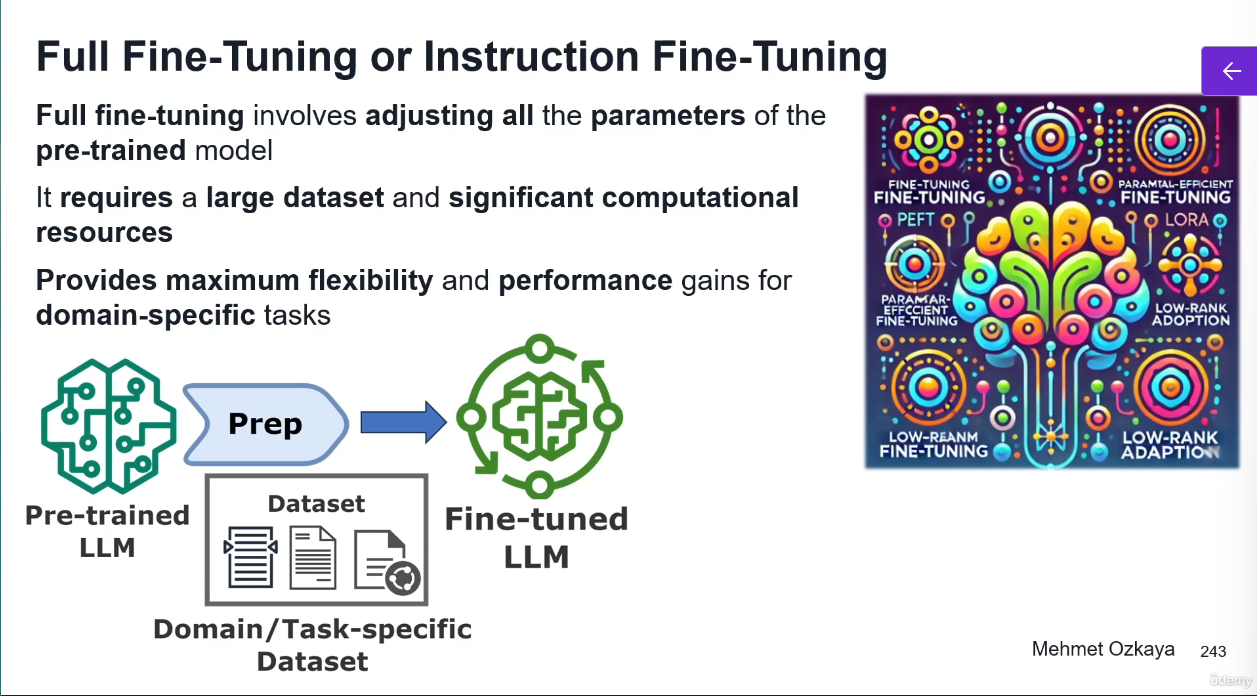 Full Fine-Tuning or Instruction Fine-Tuning
Full fine-tuning involves adjusting all the parameters of the
pre-trained model
It requires a large dataset and significant computational
resources
Provides maximum flexibility and performance gains for
domain-specific tasks
Prep
Pre-trained
LLM
Dataset
Domain/Task-specific
Dataset
Fine-tuned
LLM
FINE-TUNING
FINE-TUNING
PARAMTAL-EFFICIENT
FINE-TUNING
PEFT
LORA
PARAMAR-
EFFCCIENT
FINE-TUNING
LOW-RANK
ADOPTION
LOW-REANM
FINE-TUNING
LOW-RANK
ADAPTION
Mehmet Ozkaya
243
ûdemy